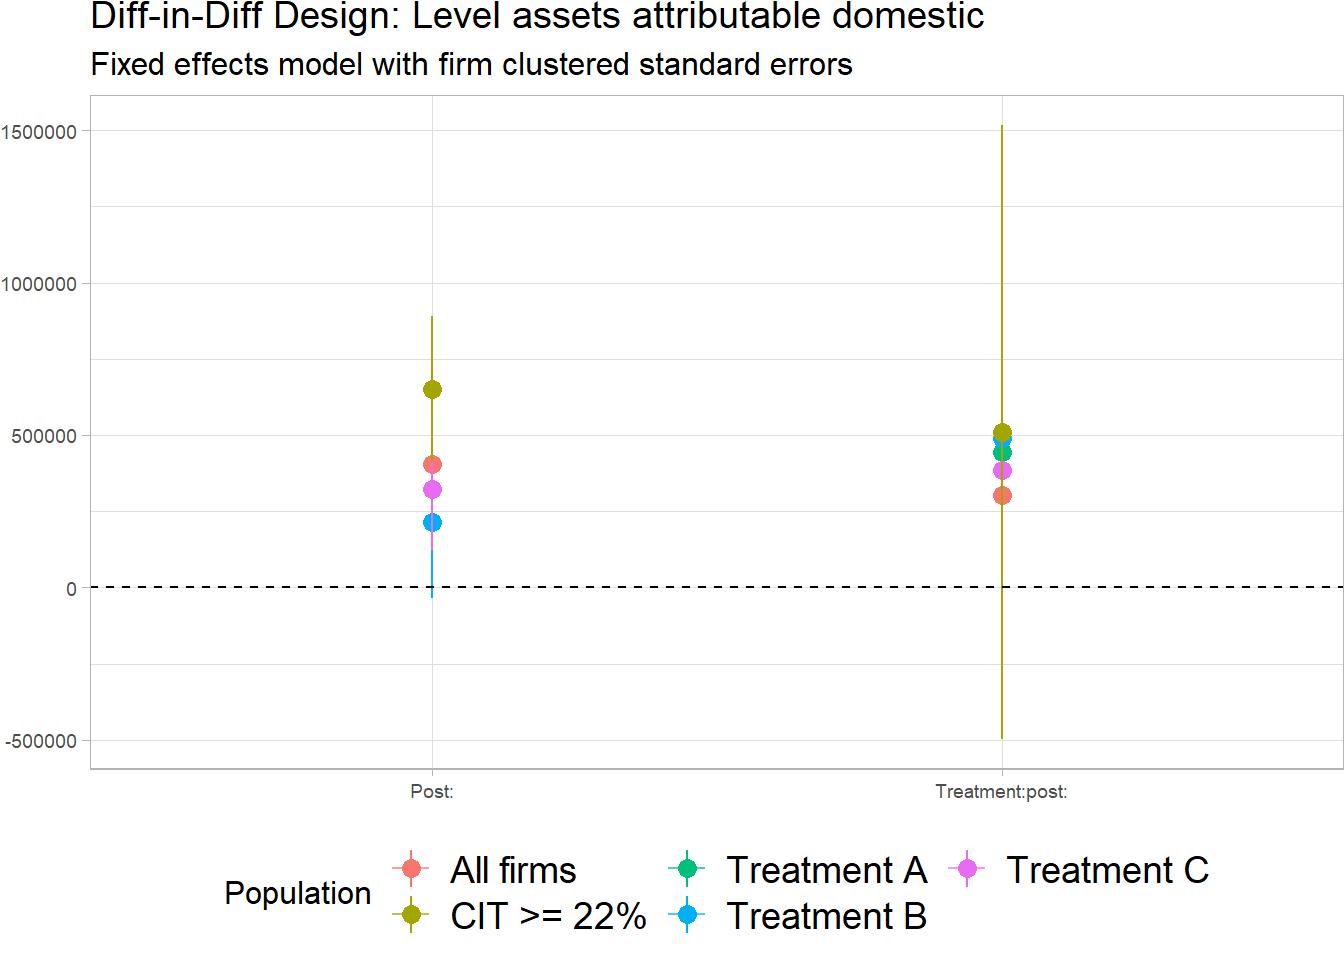 Diff-in-Diff Design: Level assets attributable domestic
Fixed effects model with firm clustered standard errors
1500000
1000000
500000
0
-500000
Post:
Treatment:post:
Population
All firms
CIT >= 22%
Treatment A
Treatment B
Treatment C